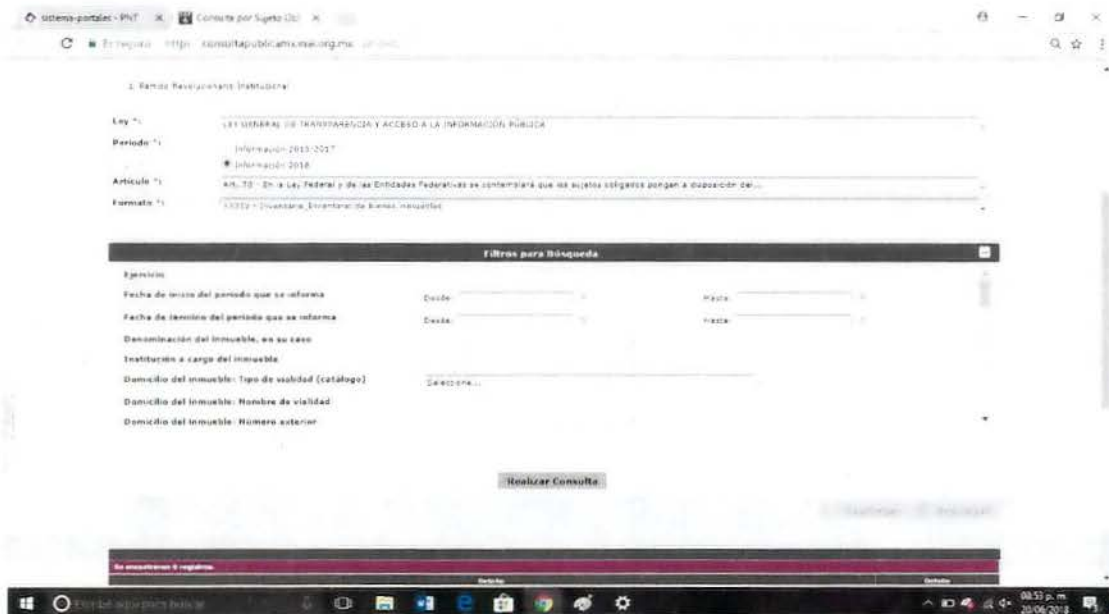 sistema-portales - PNT
Consulta por Sujeto Obl
consultapublicamx.inai.org.mx
Partido Revolucionario Institucional
Ley *:
LEY GENERAL DE TRANSPARENCIA Y ACCESO A LA INFORMACIÓN PÚBLICA
Periodo *:
Información 2015-2017
Información 2018
Artículo *:
Art. 70 - En la Ley Federal y de las Entidades Federativas se contemplará que los sujetos obligados pongan a disposición del...
Formato *:
Inventario_Inventario de bienes inmuebles
Filtros para Búsqueda
Ejercicio
Fecha de inicio del periodo que se informa
Desde:
Hasta:
Fecha de término del periodo que se informa
Desde:
Hasta:
Denominación del inmueble, en su caso
Institución a cargo del inmueble
Domicilio del inmueble: Tipo de vialidad (catálogo)
Seleccione...
Domicilio del inmueble: Nombre de vialidad
Domicilio del inmueble: Número exterior
Realizar Consulta
Se encontraron 0 registros.
Detalle
Detalle
08:53 p. m.
20/04/2018